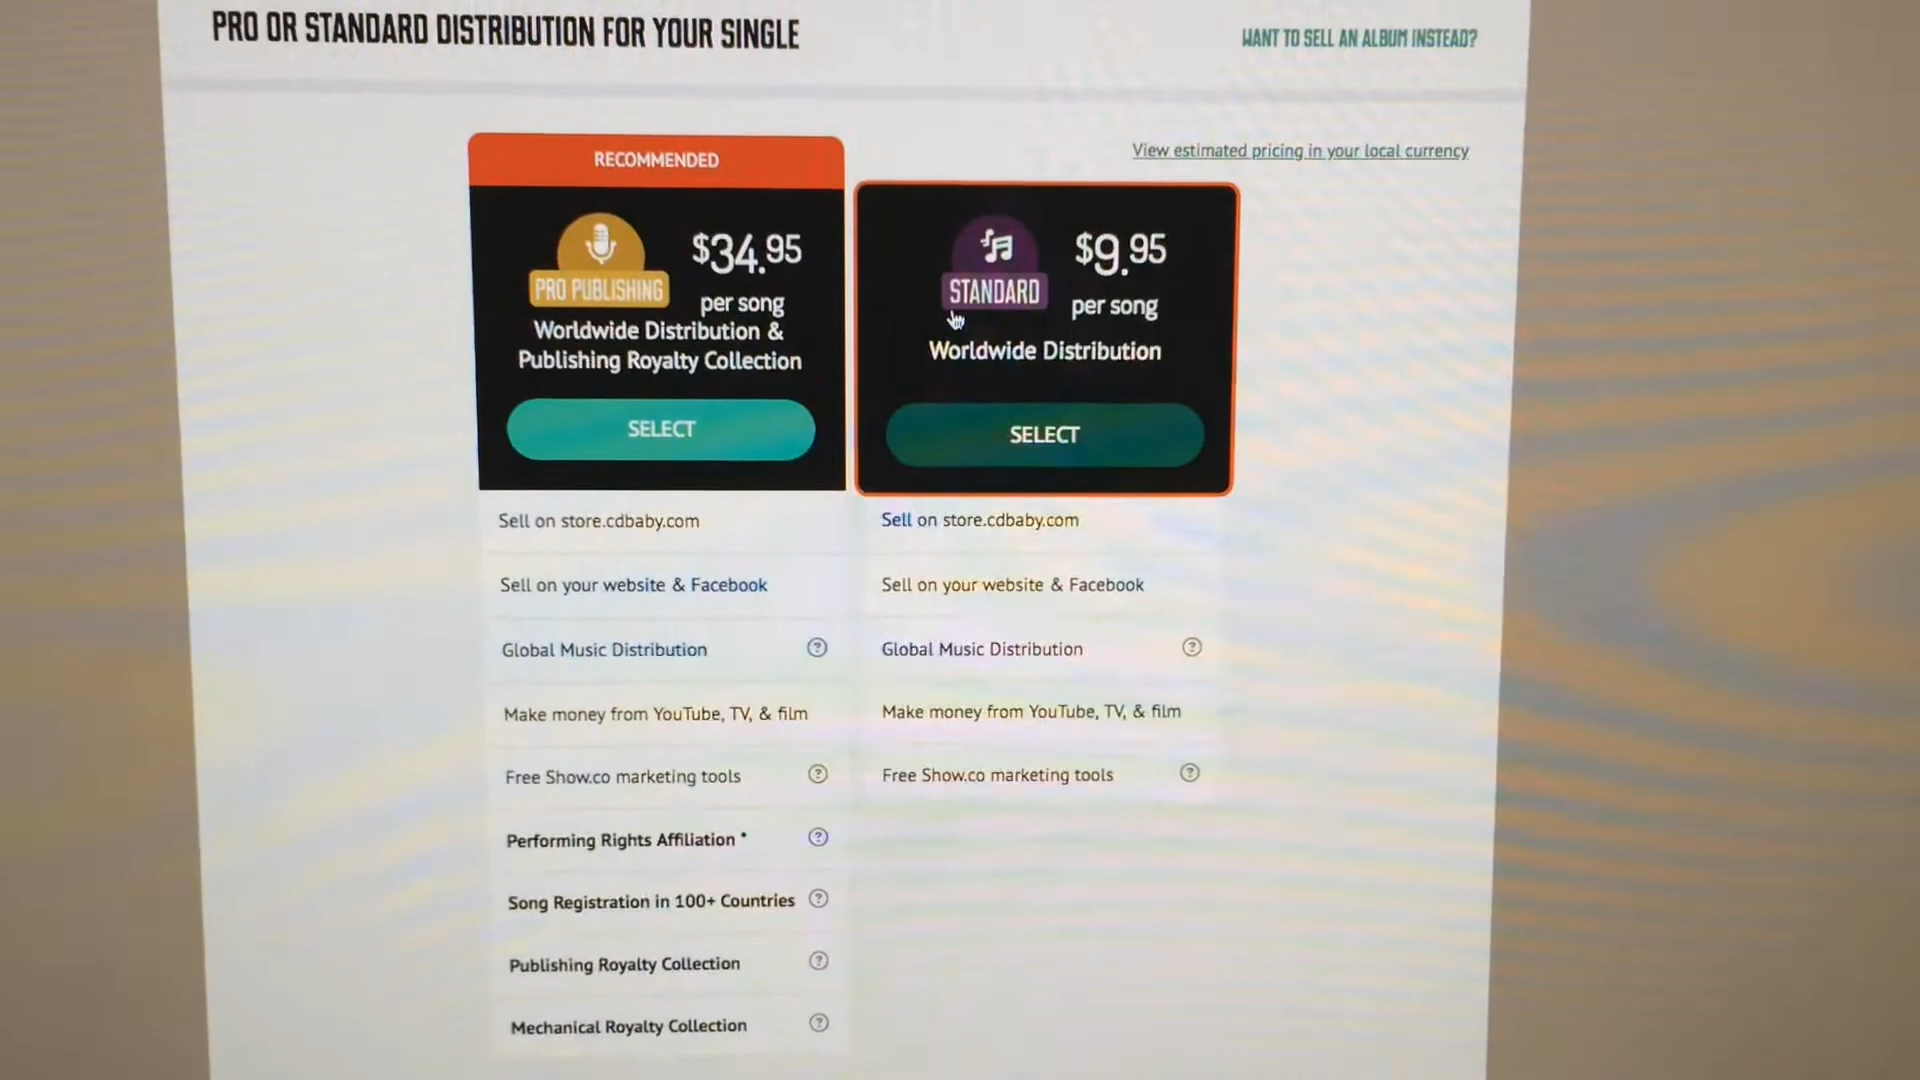 PRO OR STANDARD DISTRIBUTION FOR YOUR SINGLE
WANT TO SELL AN ALBUM INSTEAD?
View estimated pricing in your local currency
RECOMMENDED
PRO PUBLISHING
$34.95
per song
Worldwide Distribution &
Publishing Royalty Collection
SELECT
Sell on store.cdbaby.com
Sell on your website & Facebook
Global Music Distribution ?
Make money from YouTube, TV, & film
Free Show.co marketing tools ?
Performing Rights Affiliation * ?
Song Registration in 100+ Countries ?
Publishing Royalty Collection ?
Mechanical Royalty Collection ?
STANDARD
$9.95
per song
Worldwide Distribution
SELECT
Sell on store.cdbaby.com
Sell on your website & Facebook
Global Music Distribution ?
Make money from YouTube, TV, & film
Free Show.co marketing tools ?